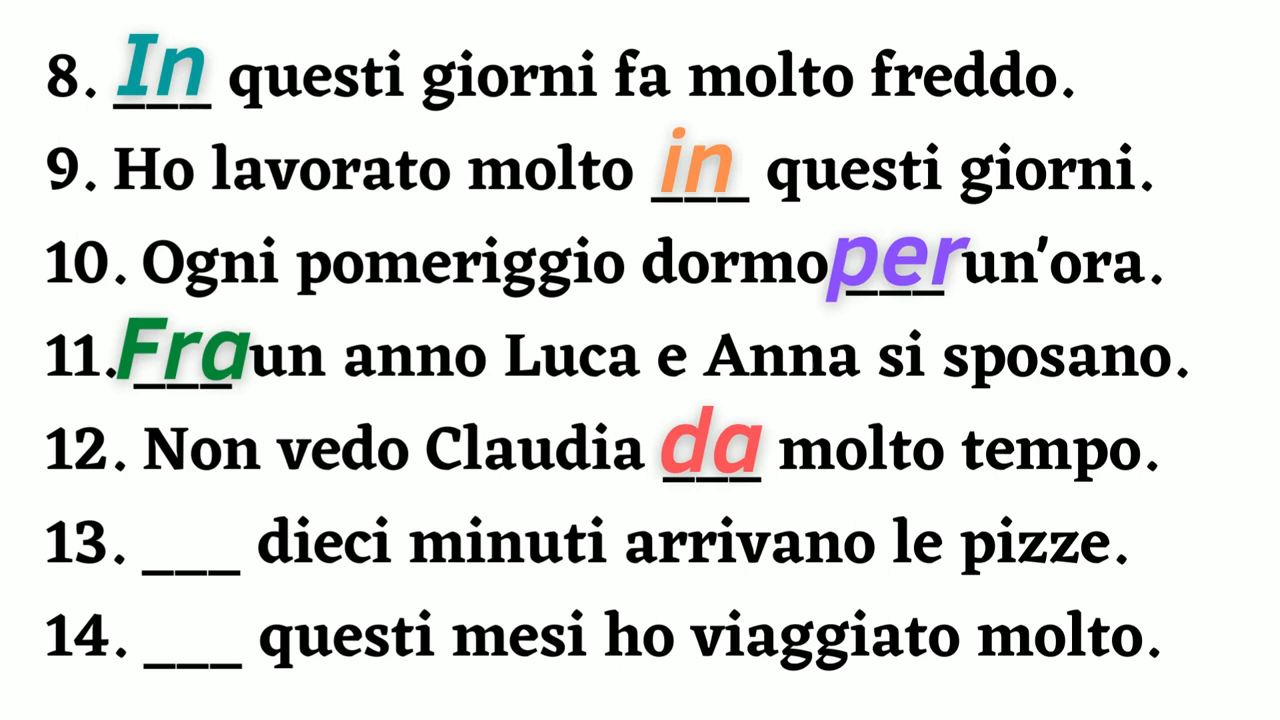 8. In questi giorni fa molto freddo.
9. Ho lavorato molto in questi giorni.
10. Ogni pomeriggio dormo per un'ora.
11. Fra un anno Luca e Anna si sposano.
12. Non vedo Claudia da molto tempo.
13. ___ dieci minuti arrivano le pizze.
14. ___ questi mesi ho viaggiato molto.